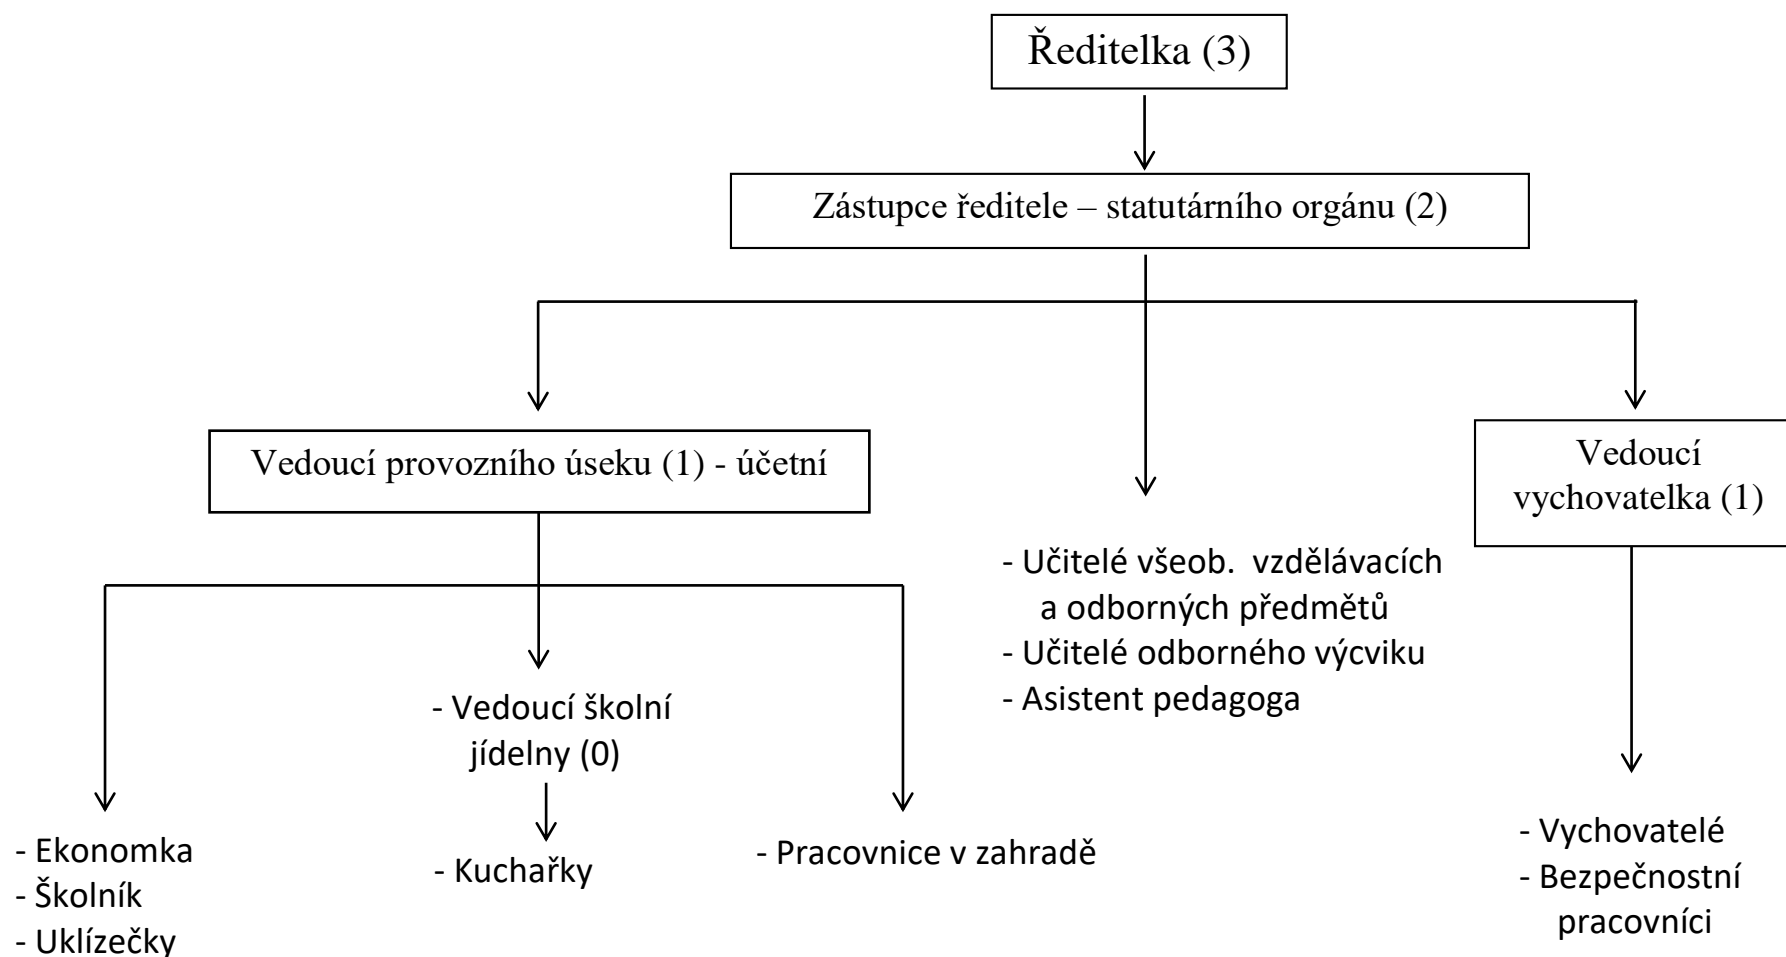 Ředitelka (3)
Zástupce ředitele – statutárního orgánu (2)
Vedoucí provozního úseku (1) - účetní
Vedoucí
vychovatelka (1)
- Učitelé všeob.  vzdělávacích
a odborných předmětů
- Učitelé odborného výcviku
- Asistent pedagoga
- Vedoucí školní
jídelny (0)
- Kuchařky
- Ekonomka
- Školník
- Uklízečky
- Pracovnice v zahradě
- Vychovatelé
- Bezpečnostní
pracovníci